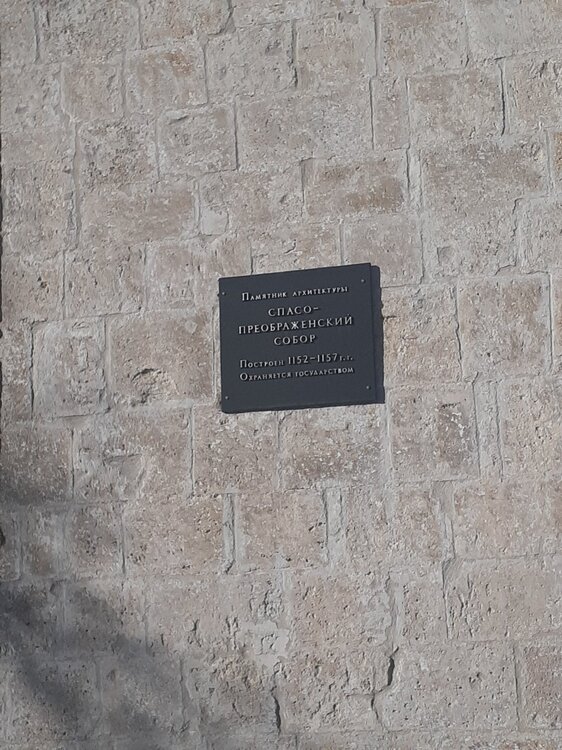 Памятник архитектуры
СПАСО-
ПРЕОБРАЖЕНСКИЙ
СОБОР
Построен 1152–1157 г.г.
Охраняется государством